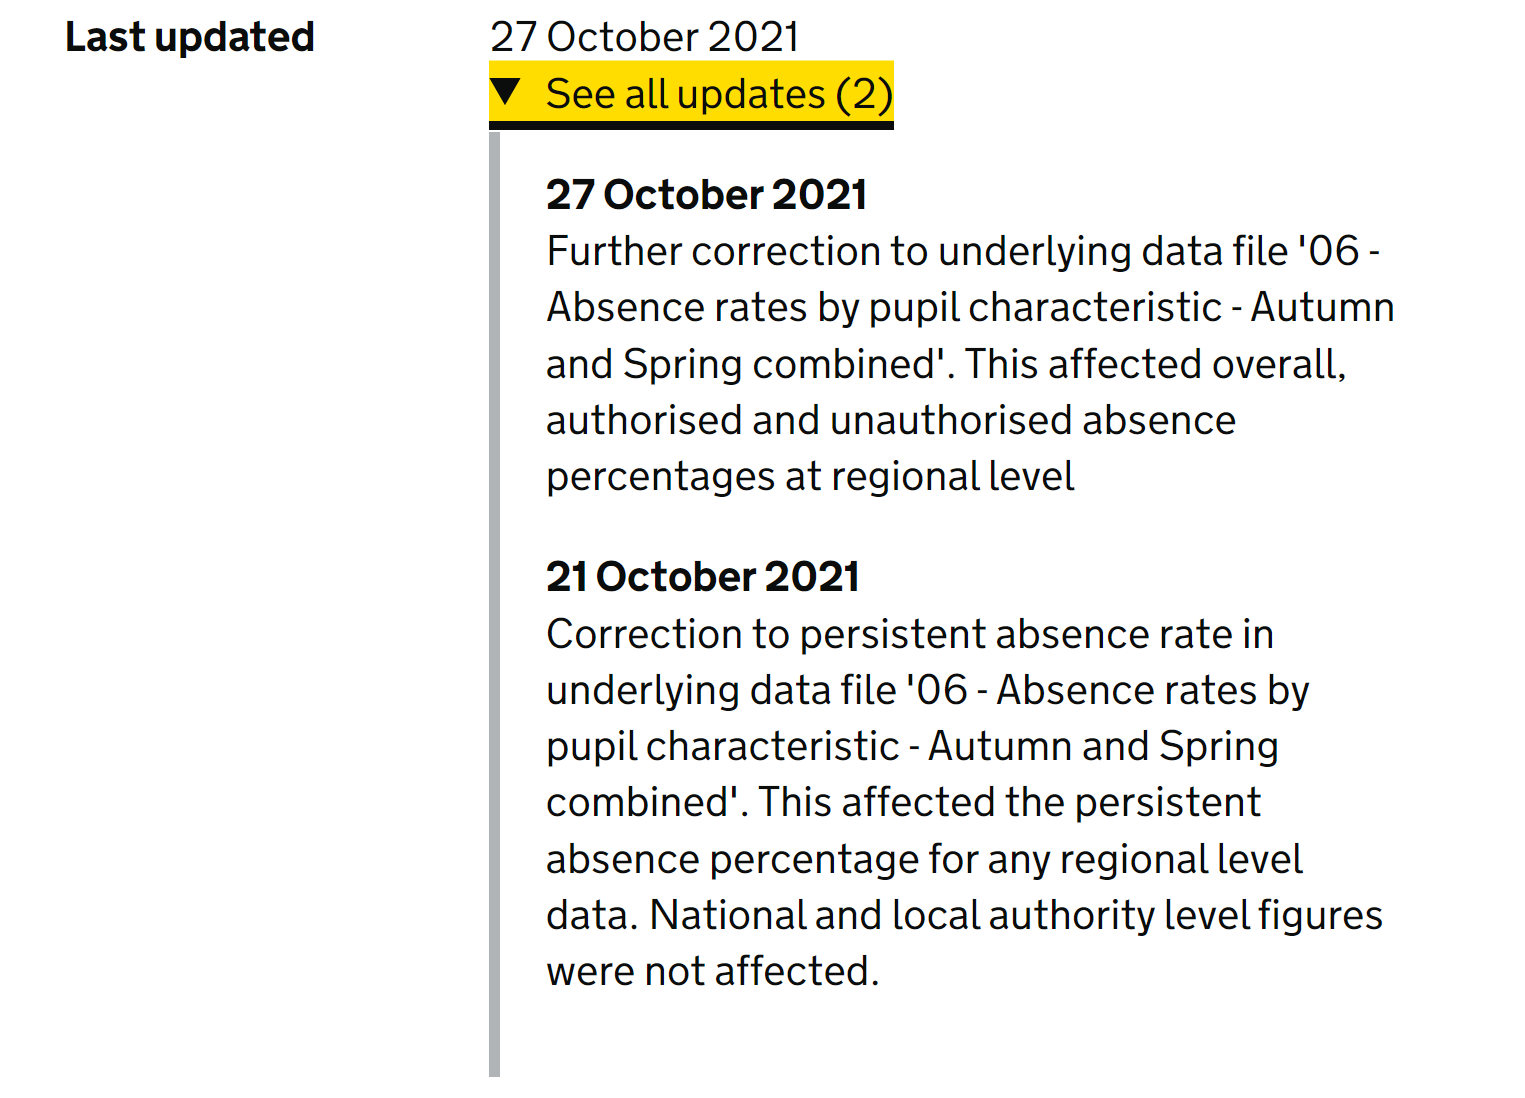 Last updated 27 October 2021
▼ See all updates (2)
27 October 2021
Further correction to underlying data file '06 -
Absence rates by pupil characteristic - Autumn
and Spring combined'. This affected overall,
authorised and unauthorised absence
percentages at regional level
21 October 2021
Correction to persistent absence rate in
underlying data file '06 - Absence rates by
pupil characteristic - Autumn and Spring
combined'. This affected the persistent
absence percentage for any regional level
data. National and local authority level figures
were not affected.